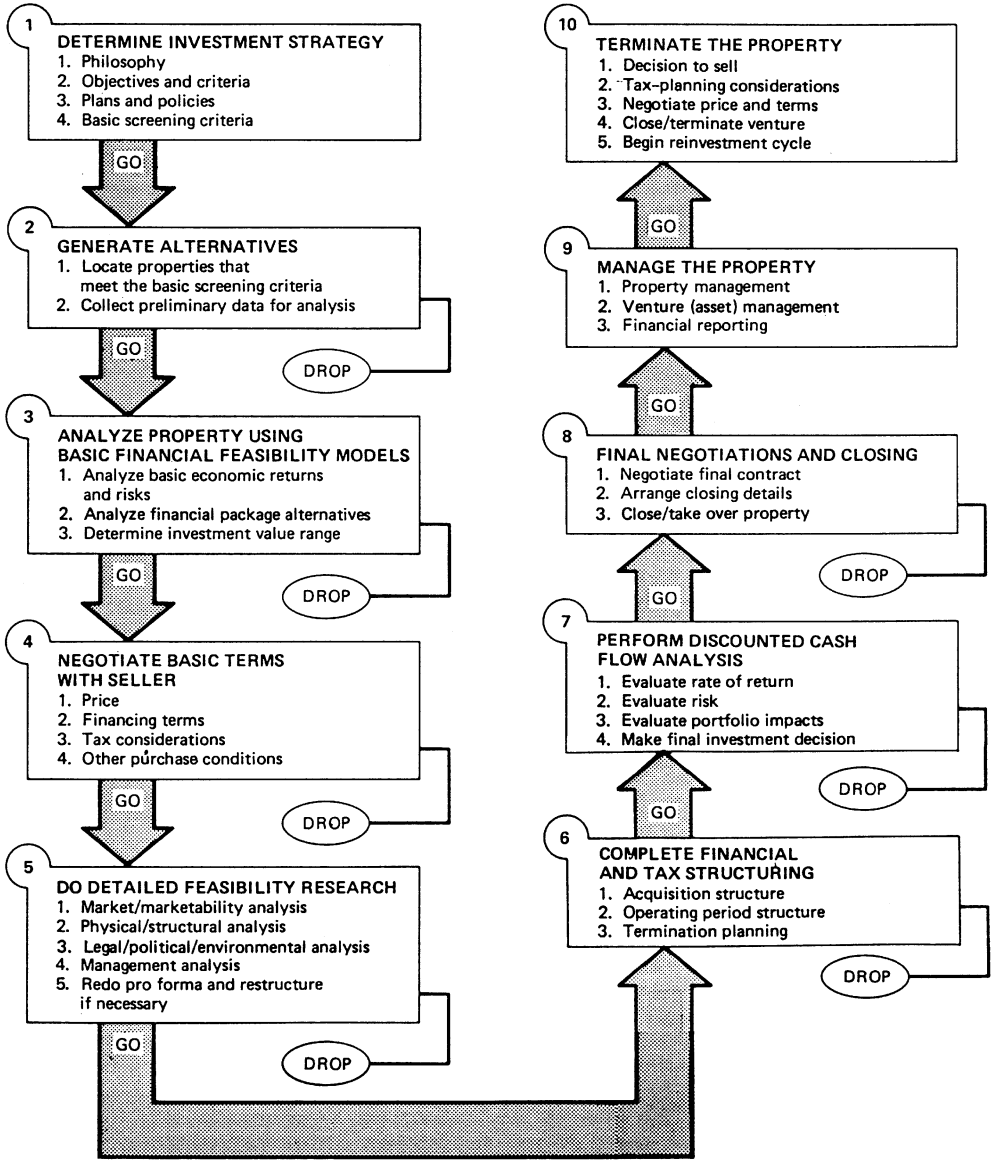 1
DETERMINE INVESTMENT STRATEGY
1. Philosophy
2. Objectives and criteria
3. Plans and policies
4. Basic screening criteria
GO
2
GENERATE ALTERNATIVES
1. Locate properties that
meet the basic screening criteria
2. Collect preliminary data for analysis
GO
DROP
3
ANALYZE PROPERTY USING
BASIC FINANCIAL FEASIBILITY MODELS
1. Analyze basic economic returns
and risks
2. Analyze financial package alternatives
3. Determine investment value range
GO
DROP
4
NEGOTIATE BASIC TERMS
WITH SELLER
1. Price
2. Financing terms
3. Tax considerations
4. Other purchase conditions
GO
DROP
5
DO DETAILED FEASIBILITY RESEARCH
1. Market/marketability analysis
2. Physical/structural analysis
3. Legal/political/environmental analysis
4. Management analysis
5. Redo pro forma and restructure
if necessary
GO
DROP
6
COMPLETE FINANCIAL
AND TAX STRUCTURING
1. Acquisition structure
2. Operating period structure
3. Termination planning
DROP
GO
7
PERFORM DISCOUNTED CASH
FLOW ANALYSIS
1. Evaluate rate of return
2. Evaluate risk
3. Evaluate portfolio impacts
4. Make final investment decision
DROP
GO
8
FINAL NEGOTIATIONS AND CLOSING
1. Negotiate final contract
2. Arrange closing details
3. Close/take over property
DROP
GO
9
MANAGE THE PROPERTY
1. Property management
2. Venture (asset) management
3. Financial reporting
GO
10
TERMINATE THE PROPERTY
1. Decision to sell
2. Tax-planning considerations
3. Negotiate price and terms
4. Close/terminate venture
5. Begin reinvestment cycle